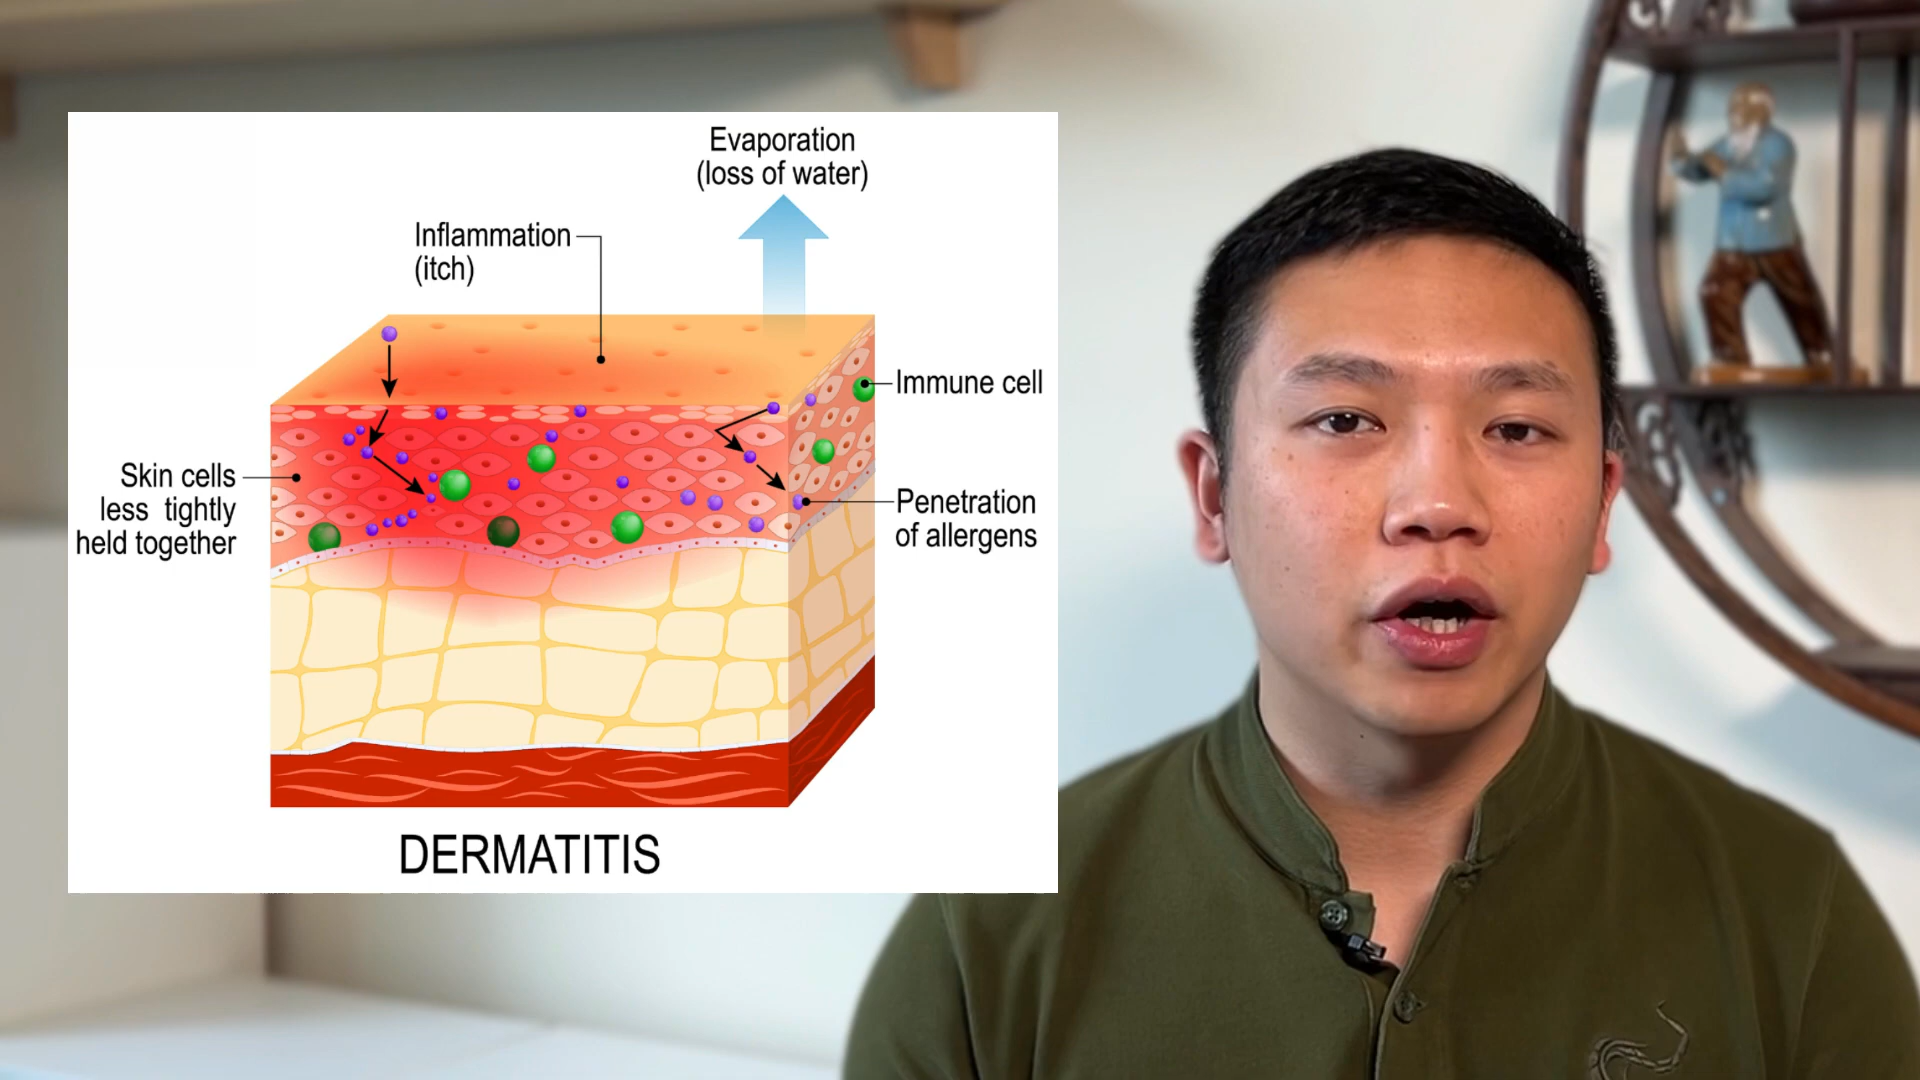 Evaporation
(loss of water)
Inflammation
(itch)
Immune cell
Skin cells
less tightly
held together
Penetration
of allergens
DERMATITIS